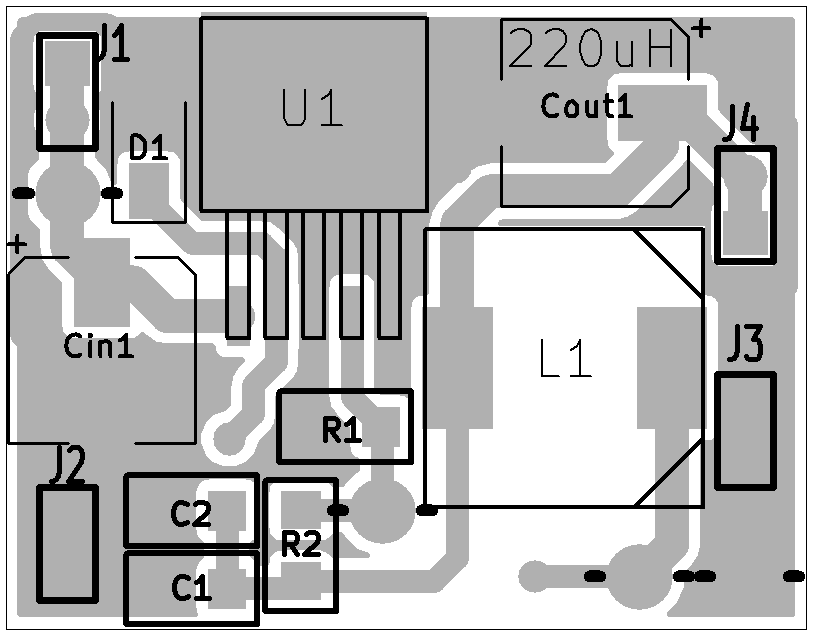 J1
220uH
+
U1
Cout1
J4
D1
+
Cin1
L1
J3
R1
J2
C2
R2
C1